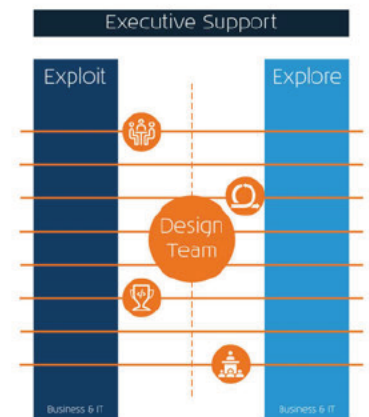 Executive Support
Exploit
Explore
Design
Team
</>
Business & IT
Business & IT